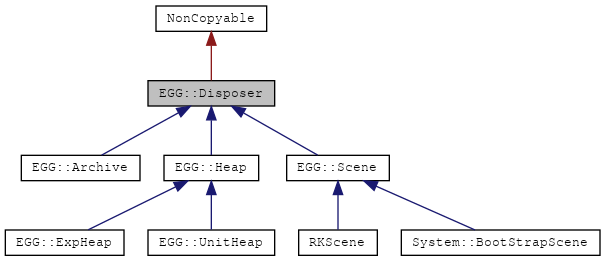 NonCopyable
EGG::Disposer
EGG::Archive
EGG::Heap
EGG::Scene
EGG::ExpHeap
EGG::UnitHeap
RKScene
System::BootStrapScene